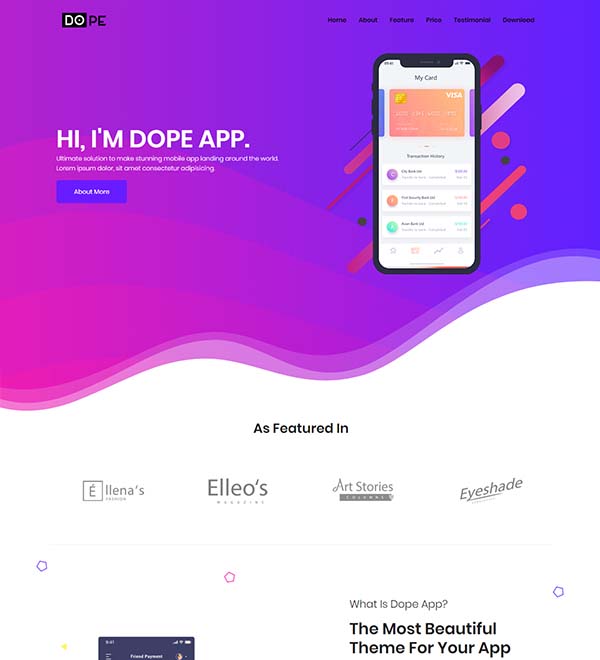 DOPE
Home About Feature Price Testimonial Download
HI, I'M DOPE APP.
Ultimate solution to make stunning mobile app landing around the world.
Lorem ipsum dolor, sit amet consectetur adipisicing.
About More
My Card
VISA
Transaction History
City Bank Ltd
First Security Bank Ltd
Asian Bank Ltd
As Featured In
É llena's
FASHION
Elleo's
MAGAZINE
Art Stories
COLUMNS
Eyeshade
What Is Dope App?
The Most Beautiful
Theme For Your App
9:41
Friend Payment